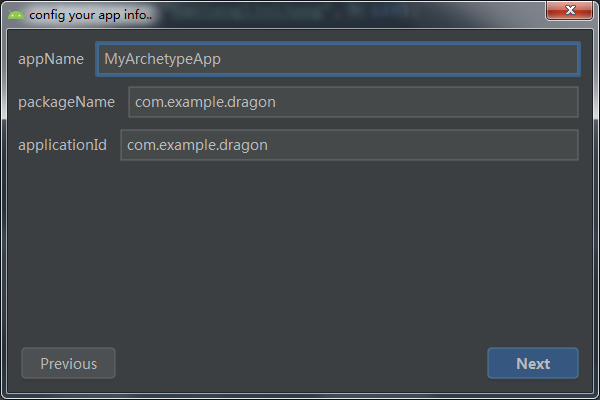 config your app info..
appName MyArchetypeApp
packageName com.example.dragon
applicationId com.example.dragon
Previous Next